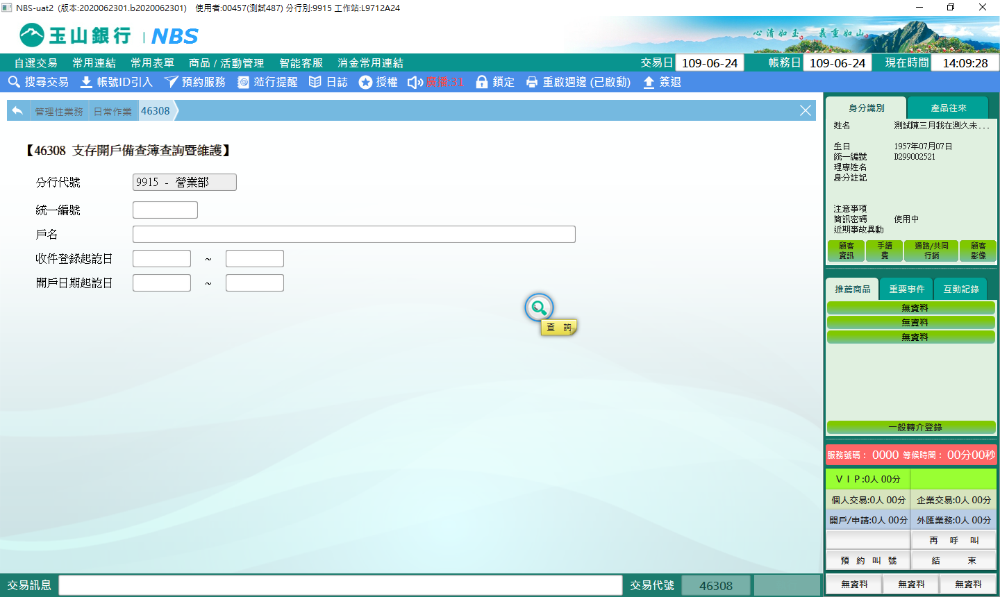 NBS-uat2 (版本:2020062301.b2020062301) 使用者:00457(測試487) 分行別:9915 工作站:L9712A24
玉山銀行 | NBS
心清如玉。義重如山。
自選交易 常用連結 常用表單 商品 / 活動管理 智能客服 消金常用連結 交易日 109-06-24 帳務日 109-06-24 現在時間 14:09:28
搜尋交易 帳號ID引入 預約服務 蒞行提醒 日誌 授權 廣播:31 鎖定 重啟週邊 (已啟動) 簽退
管理性業務 日常作業 46308
【46308 支存開戶備查簿查詢暨維護】
分行代號 9915 - 營業部
統一編號
戶名
收件登錄起訖日 ~
開戶日期起訖日 ~
查 詢
身分識別 產品往來
姓名 測試陳三月我在測久未...
生日 1957年07月07日
統一編號 D299002521
理專姓名
身分註記
注意事項
簡訊密碼 使用中
近期事故異動
顧客資訊 手續費 通路/共同行銷 顧客影像
推薦商品 重要事件 互動記錄
無資料
無資料
無資料
一般轉介登錄
服務號碼： 0000 等候時間： 00分00秒
ＶＩＰ:0人 00分
個人交易:0人 00分 企業交易:0人 00分
開戶/申請:0人 00分 外匯業務:0人 00分
再 呼 叫
預 約 叫 號 結 束
無資料 無資料 無資料
交易訊息 交易代號 46308